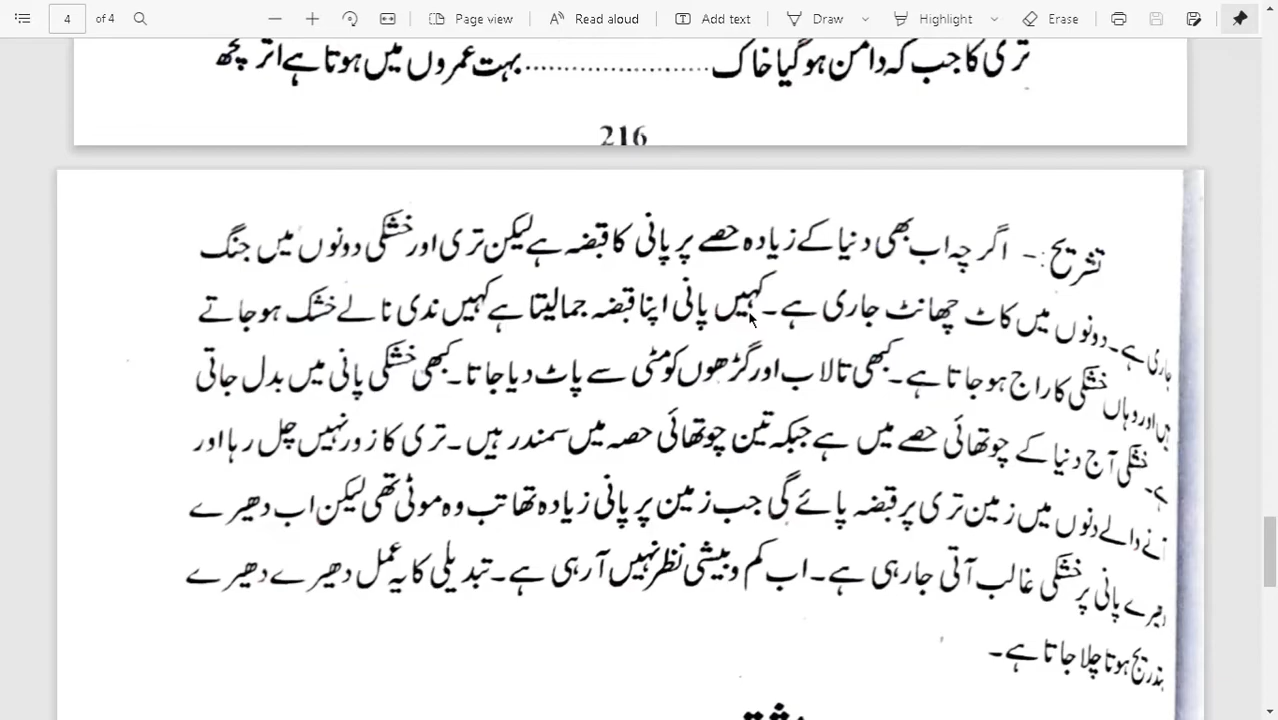 4 of 4 Page view Read aloud Add text Draw Highlight Erase
تری کا جب کہ دامن ہو گیا خاک .................... بہت عمروں میں ہوتا ہے اثر کچھ
216
تشریح :- اگر چہ اب بھی دنیا کے زیادہ حصے پر پانی کا قبضہ ہے لیکن تری اور خشکی دونوں میں جنگ
جاری ہے۔ دونوں میں کاٹ چھانٹ جاری ہے۔ کہیں پانی اپنا قبضہ جمالیتا ہے کہیں ندی نالے خشک ہو جاتے
ہیں اور وہاں خشکی کا راج ہو جاتا ہے۔ کبھی تالاب اور گڑھوں کو مٹی سے پاٹ دیا جاتا۔ کبھی خشکی پانی میں بدل جاتی
ہے۔ خشکی آج دنیا کے چوتھائی حصے میں ہے جبکہ تین چوتھائی حصہ میں سمندر ہیں۔ تری کا زور نہیں چل رہا اور
نے والے دنوں میں زمین تری پر قبضہ پائے گی جب زمین پر پانی زیادہ تھا تب وہ موٹی تھی لیکن اب دھیرے
دھیرے پانی پر خشکی غالب آتی جا رہی ہے۔ اب کم و بیشی نظر نہیں آرہی ہے۔ تبدیلی کا یہ عمل دھیرے دھیرے
بتدریج ہوتا چلا جاتا ہے۔